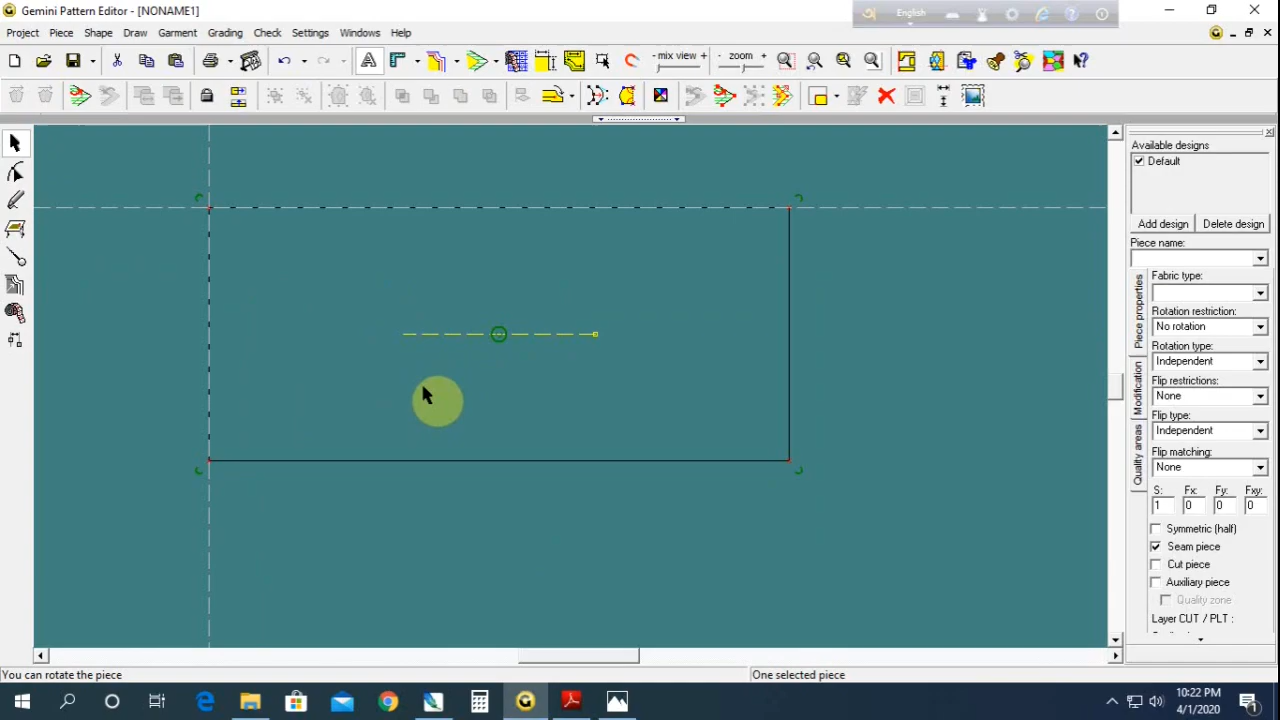 Gemini Pattern Editor - [NONAME1]
English
Project Piece Shape Draw Garment Grading Check Settings Windows Help
mix view
zoom
Available designs
Default
Add design Delete design
Piece name:
Piece properties
Modification
Quality areas
Fabric type:
Rotation restriction:
No rotation
Rotation type:
Independent
Flip restrictions:
None
Flip type:
Independent
Flip matching:
None
S: Fx: Fy: Fxy:
1 0 0 0
Symmetric (half)
Seam piece
Cut piece
Auxiliary piece
Quality zone
Layer CUT / PLT :
You can rotate the piece
One selected piece
10:22 PM
4/1/2020